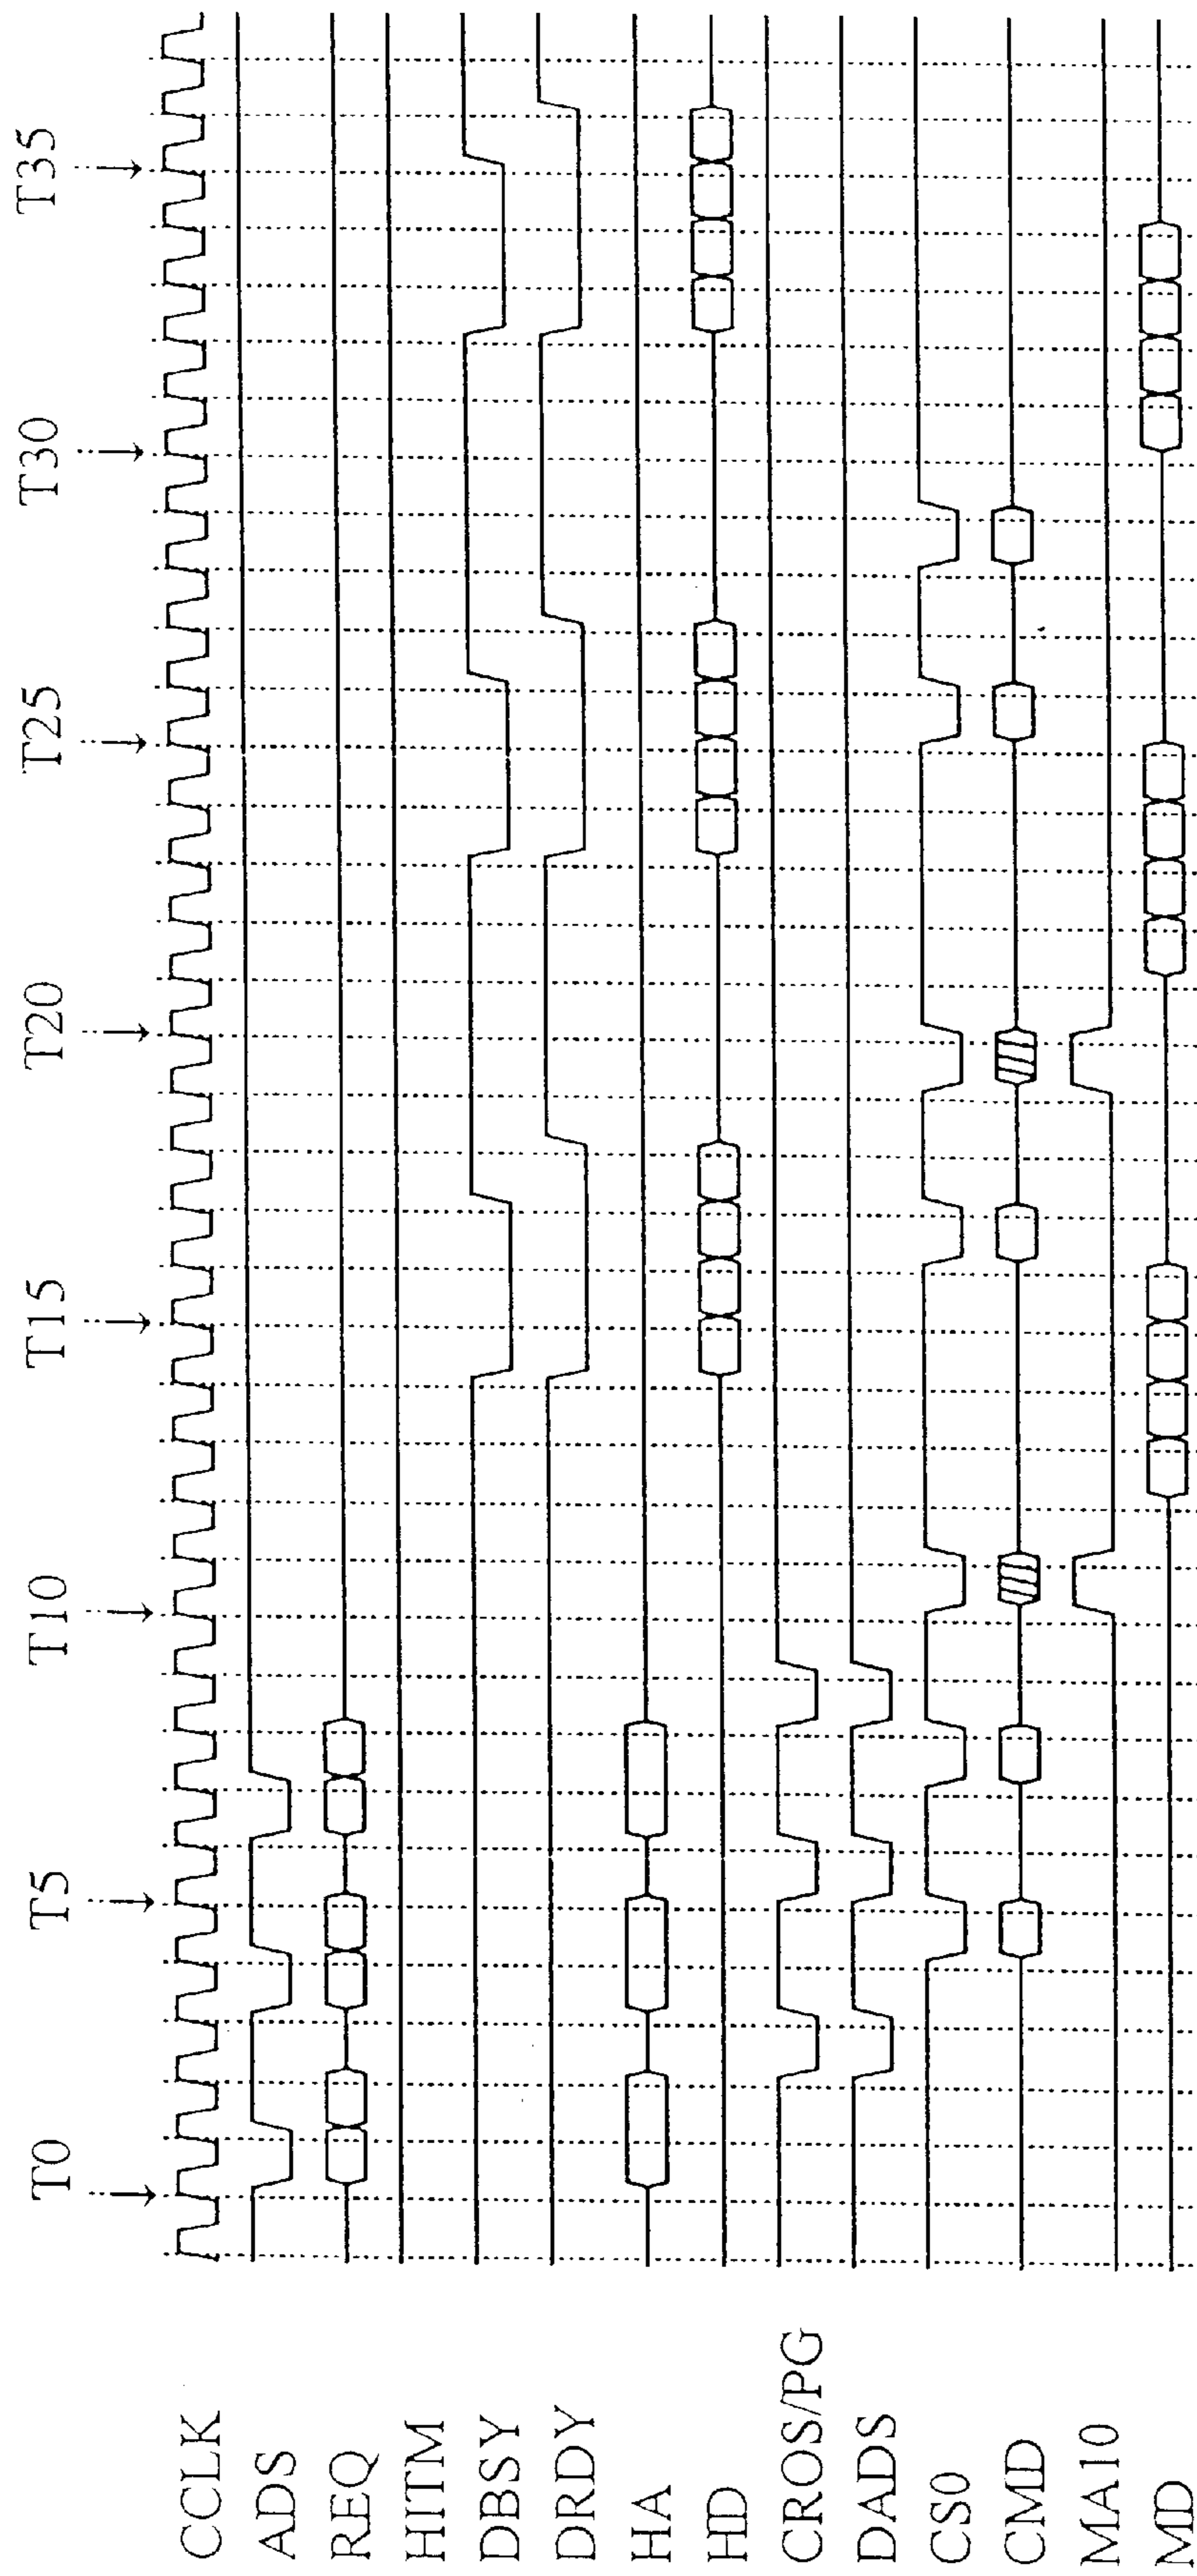 T0
T5
T10
T15
T20
T25
T30
T35
CCLK
ADS
REQ
HITM
DBSY
DRDY
HA
HD
CROS/PG
DADS
CS0
CMD
MA10
MD